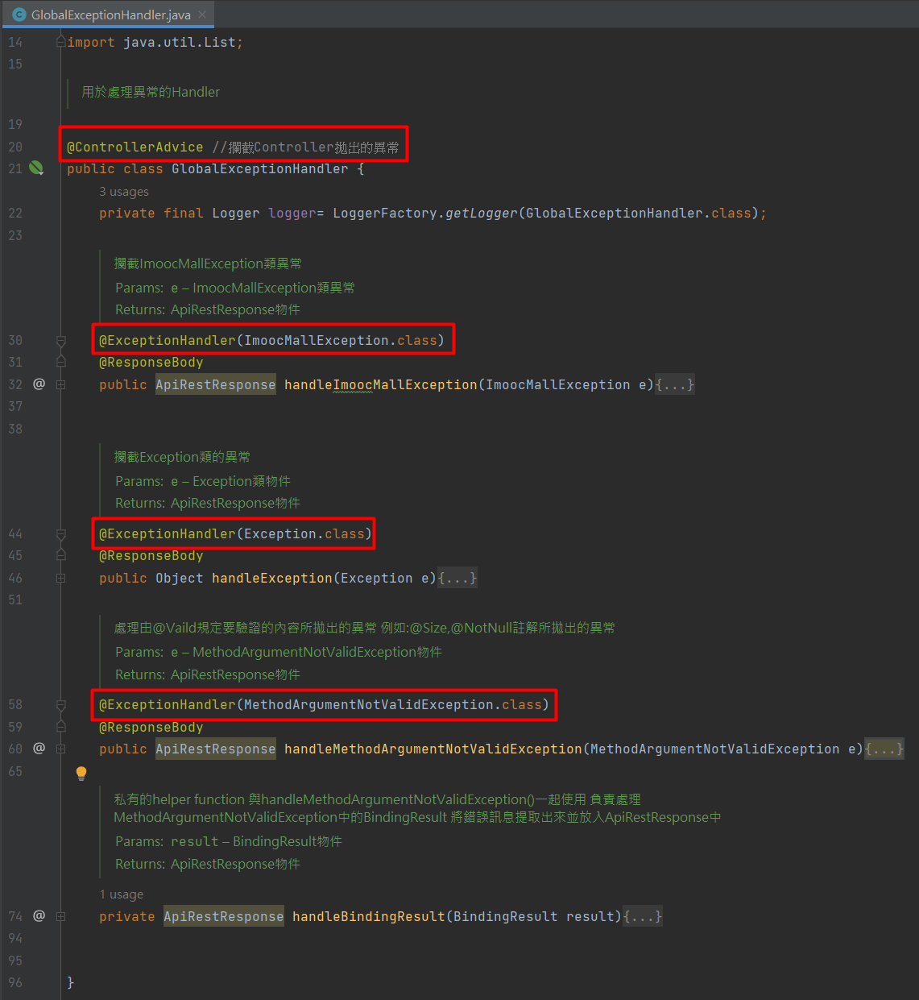 GlobalExceptionHandler.java
14 import java.util.List;
15
用於處理異常的Handler
19
20 @ControllerAdvice //攔截Controller拋出的異常
21 public class GlobalExceptionHandler {
3 usages
22 private final Logger logger= LoggerFactory.getLogger(GlobalExceptionHandler.class);
23
攔截ImoocMallException類異常
Params: e – ImoocMallException類異常
Returns: ApiRestResponse物件
30 @ExceptionHandler(ImoocMallException.class)
31 @ResponseBody
32 @ public ApiRestResponse handleImoocMallException(ImoocMallException e){...}
37
38
攔截Exception類的異常
Params: e – Exception類物件
Returns: ApiRestResponse物件
44 @ExceptionHandler(Exception.class)
45 @ResponseBody
46 public Object handleException(Exception e){...}
51
處理由@Vaild規定要驗證的內容所拋出的異常 例如:@Size,@NotNull註解所拋出的異常
Params: e – MethodArgumentNotValidException物件
Returns: ApiRestResponse物件
58 @ExceptionHandler(MethodArgumentNotValidException.class)
59 @ResponseBody
60 @ public ApiRestResponse handleMethodArgumentNotValidException(MethodArgumentNotValidException e){...}
65
私有的helper function 與handleMethodArgumentNotValidException()一起使用 負責處理
MethodArgumentNotValidException中的BindingResult 將錯誤訊息提取出來並放入ApiRestResponse中
Params: result – BindingResult物件
Returns: ApiRestResponse物件
1 usage
74 @ private ApiRestResponse handleBindingResult(BindingResult result){...}
94
95
96 }